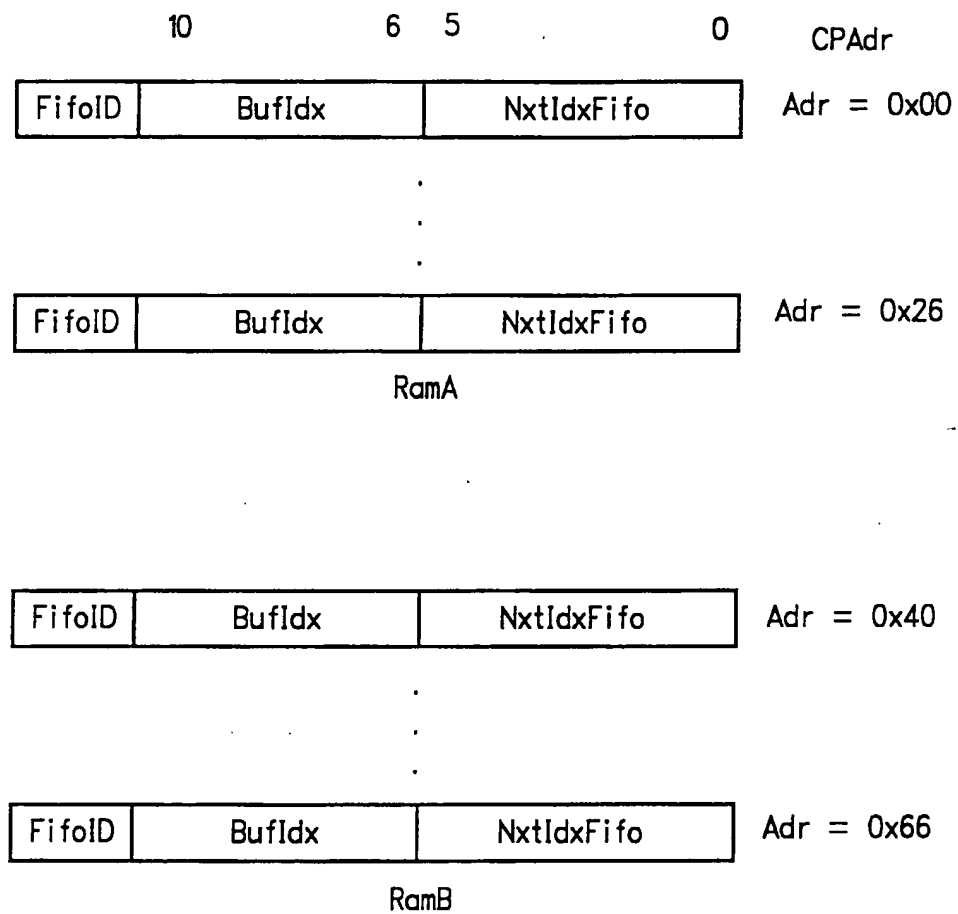 10 6 5 0 CPAdr
FifoID BufIdx NxtIdxFifo Adr = 0x00
FifoID BufIdx NxtIdxFifo Adr = 0x26
RamA
FifoID BufIdx NxtIdxFifo Adr = 0x40
FifoID BufIdx NxtIdxFifo Adr = 0x66
RamB